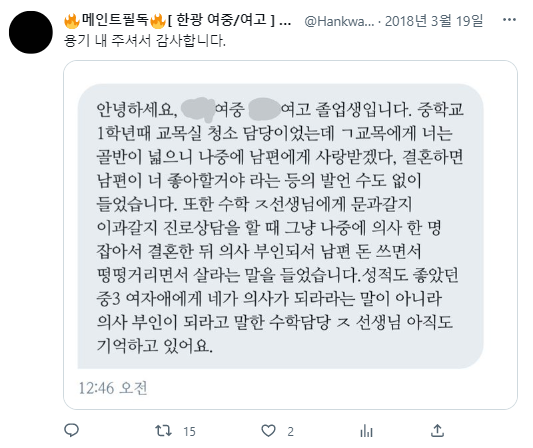 🔥메인트필독🔥[ 한광 여중/여고 ] ... @Hankwa... · 2018년 3월 19일 ...
용기 내 주셔서 감사합니다.
안녕하세요, 여중 여고 졸업생입니다. 중학교
1학년때 교목실 청소 담당이었는데 ㄱ교목에게 너는
골반이 넓으니 나중에 남편에게 사랑받겠다, 결혼하면
남편이 너 좋아할거야 라는 등의 발언 수도 없이
들었습니다. 또한 수학 ㅈ선생님에게 문과갈지
이과갈지 진로상담을 할 때 그냥 나중에 의사 한 명
잡아서 결혼한 뒤 의사 부인되서 남편 돈 쓰면서
떵떵거리면서 살라는 말을 들었습니다.성적도 좋았던
중3 여자애에게 네가 의사가 되라라는 말이 아니라
의사 부인이 되라고 말한 수학담당 ㅈ 선생님 아직도
기억하고 있어요.
12:46 오전
15 2